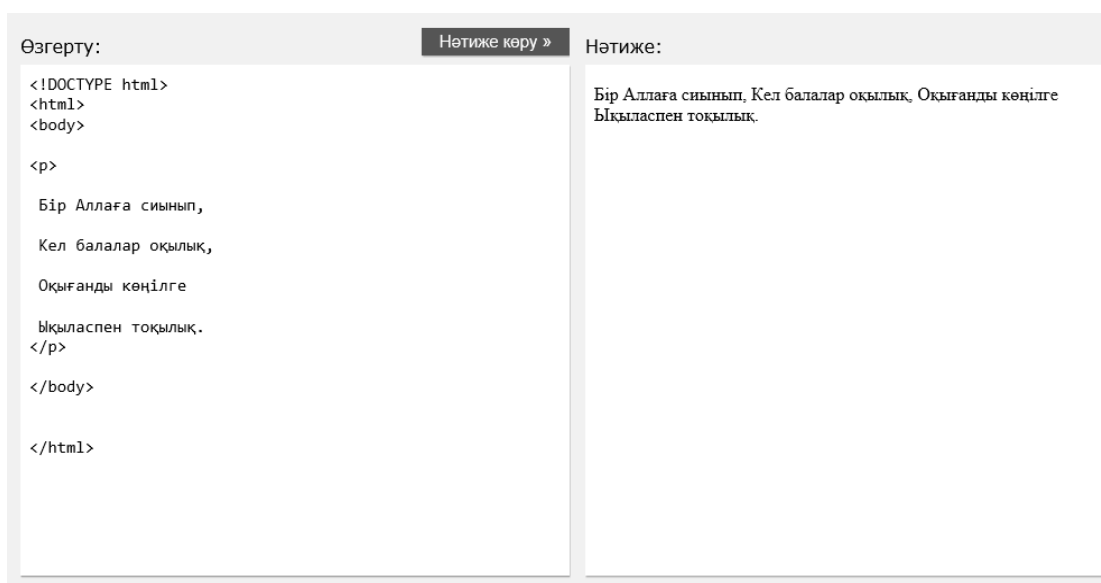 Өзгерту:
Нәтиже көру »
<!DOCTYPE html>
<html>
<body>
<p>
Бір Аллаға сиынып,
Кел балалар оқылық,
Оқығанды көңілге
Ықыласпен тоқылық.
</p>
</body>
</html>
Нәтиже:
Бір Аллаға сиынып, Кел балалар оқылық, Оқығанды көңілге
Ықыласпен тоқылық.